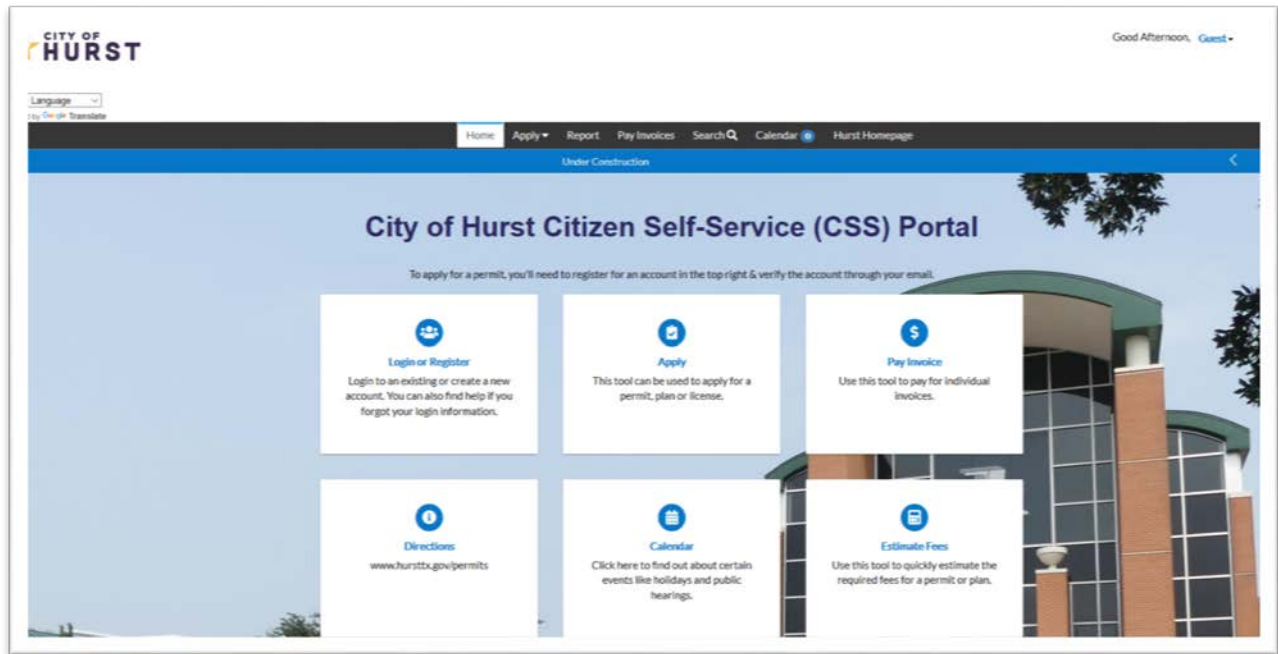 CITY OF
HURST
Good Afternoon, Guest
Language
by Google Translate
Home Apply Report Pay Invoices Search Calendar 0 Hurst Homepage
Under Construction
City of Hurst Citizen Self-Service (CSS) Portal
To apply for a permit, you'll need to register for an account in the top right & verify the account through your email.
Login or Register
Login to an existing or create a new
account. You can also find help if you
forgot your login information.
Apply
This tool can be used to apply for a
permit, plan or license.
Pay Invoice
Use this tool to pay for individual
invoices.
Directions
www.hursttx.gov/permits
Calendar
Click here to find out about certain
events like holidays and public
hearings.
Estimate Fees
Use this tool to quickly estimate the
required fees for a permit or plan.